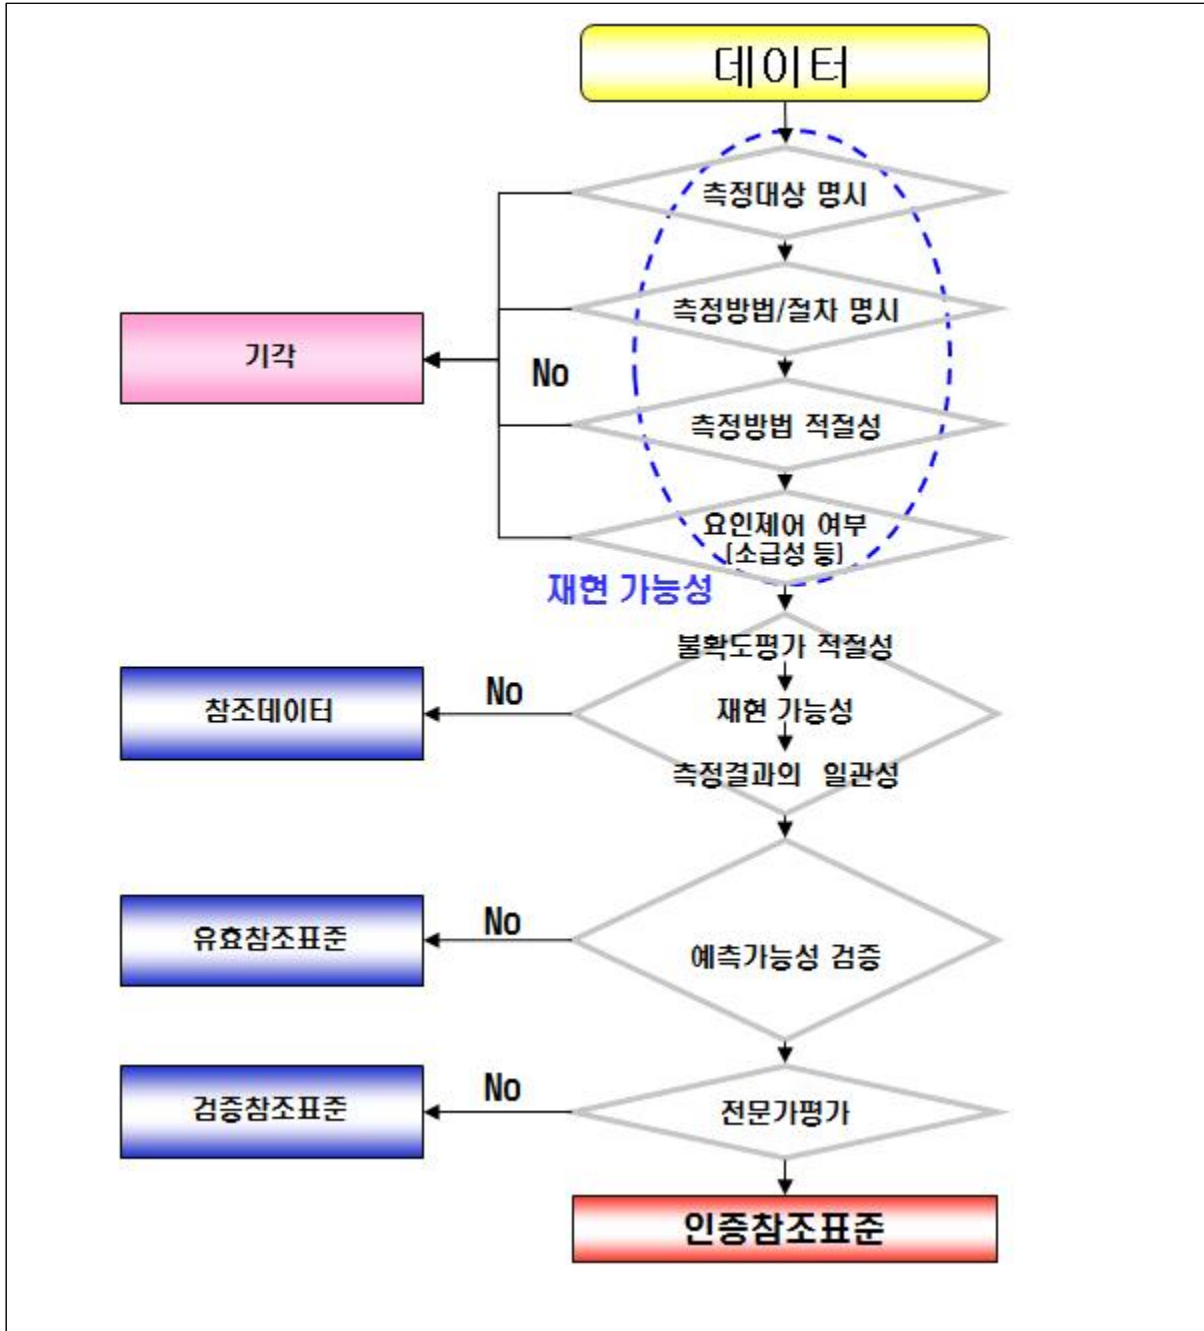 데이터
측정대상 명시
측정방법/절차 명시
기각
No
측정방법 적절성
요인제어 여부
(소급성 등)
재현 가능성
불확도평가 적절성
No
참조데이터
재현 가능성
측정결과의 일관성
No
유효참조표준
예측가능성 검증
No
검증참조표준
전문가평가
인증참조표준